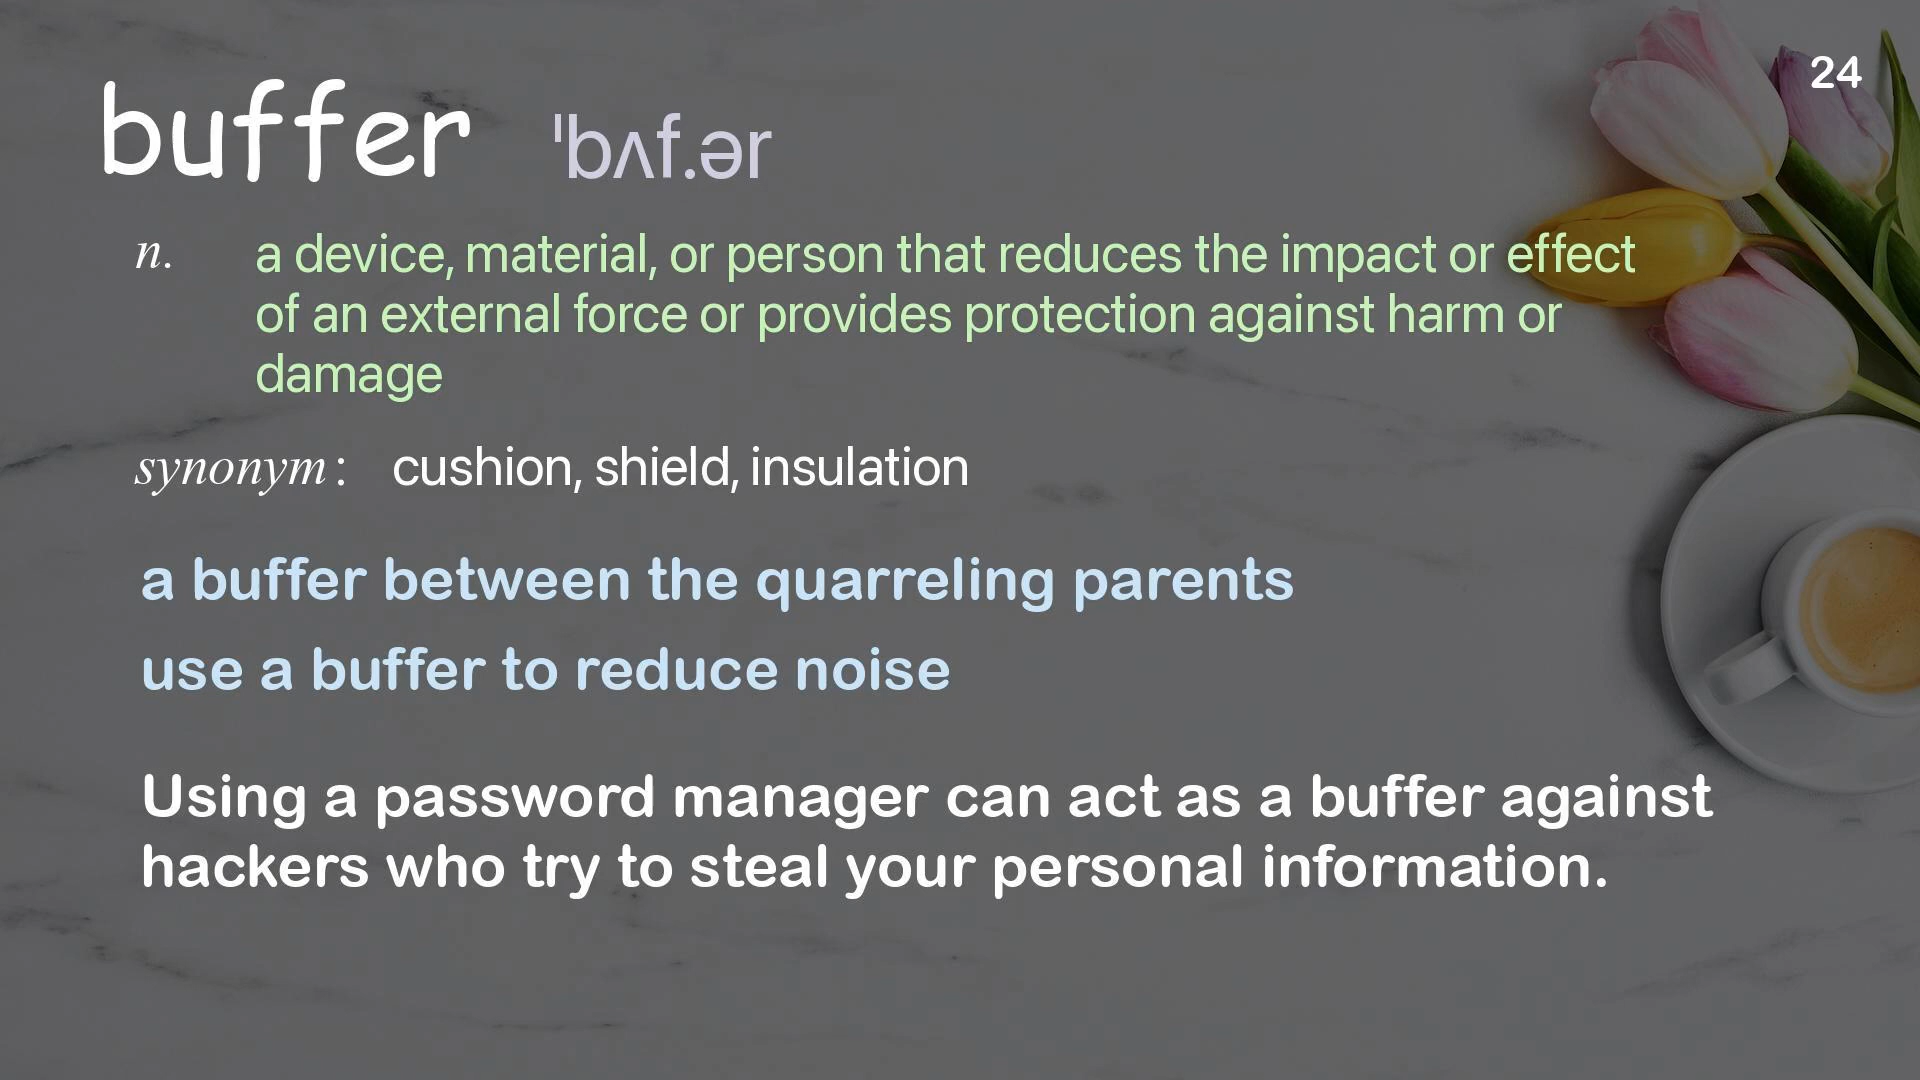 24
buffer ˈbʌf.ər
n. a device, material, or person that reduces the impact or effect
of an external force or provides protection against harm or
damage
synonym: cushion, shield, insulation
a buffer between the quarreling parents
use a buffer to reduce noise
Using a password manager can act as a buffer against
hackers who try to steal your personal information.